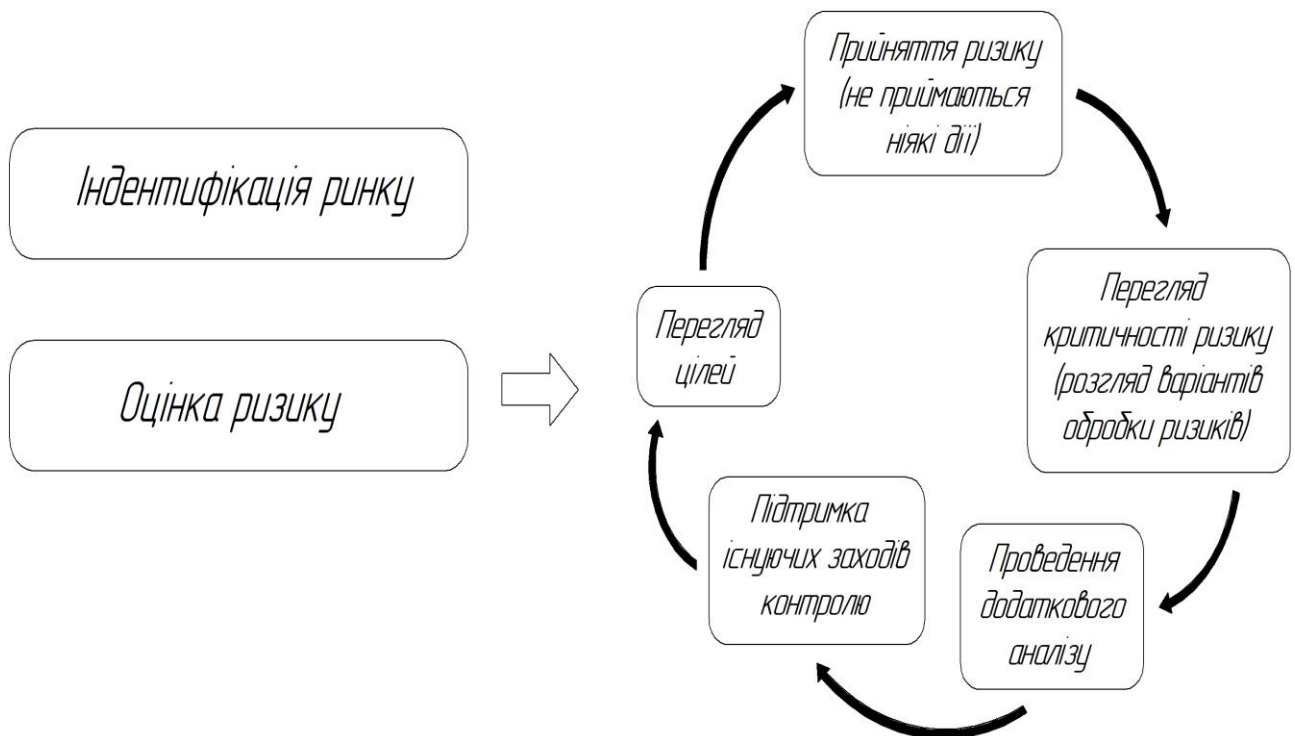 Індентифікація ринку
Оцінка ризику
Прийняття ризику
(не приймаються
ніякі дії)
Перегляд
критичності ризику
(розгляд варіантів
обробки ризиків)
Проведення
додаткового
аналізу
Підтримка
існуючих заходів
контролю
Перегляд
цілей